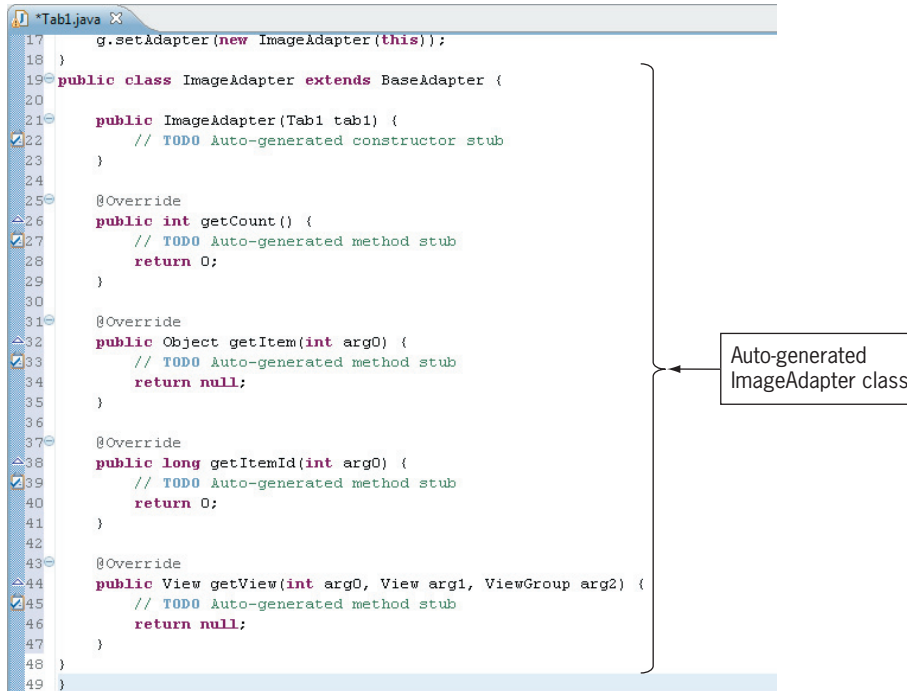 *Tab1.java
17 g.setAdapter(new ImageAdapter(this));
18 }
19 public class ImageAdapter extends BaseAdapter {
20
21 public ImageAdapter(Tab1 tab1) {
22 // TODO Auto-generated constructor stub
23 }
24
25 @Override
26 public int getCount() {
27 // TODO Auto-generated method stub
28 return 0;
29 }
30
31 @Override
32 public Object getItem(int arg0) {
33 // TODO Auto-generated method stub
34 return null;
35 }
36
37 @Override
38 public long getItemId(int arg0) {
39 // TODO Auto-generated method stub
40 return 0;
41 }
42
43 @Override
44 public View getView(int arg0, View arg1, ViewGroup arg2) {
45 // TODO Auto-generated method stub
46 return null;
47 }
48 }
49 }
Auto-generated
ImageAdapter class